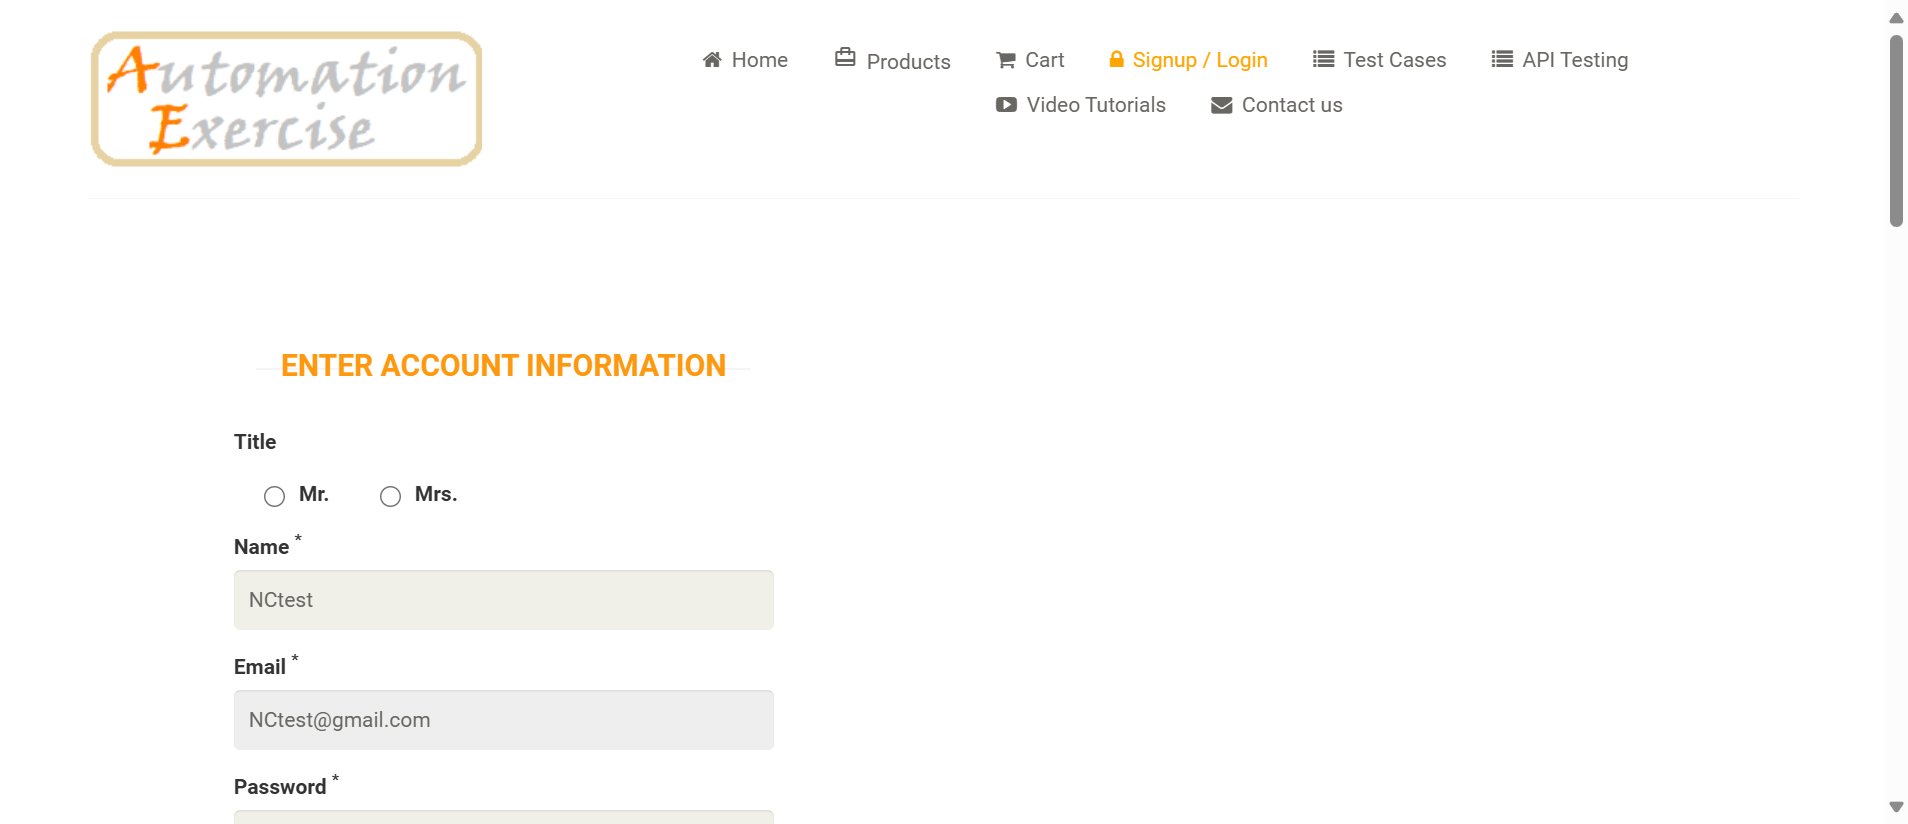 Automation
Exercise
Home
Products
Cart
Signup / Login
Test Cases
API Testing
Video Tutorials
Contact us
ENTER ACCOUNT INFORMATION
Title
Mr.
Mrs.
Name *
NCtest
Email *
NCtest@gmail.com
Password *